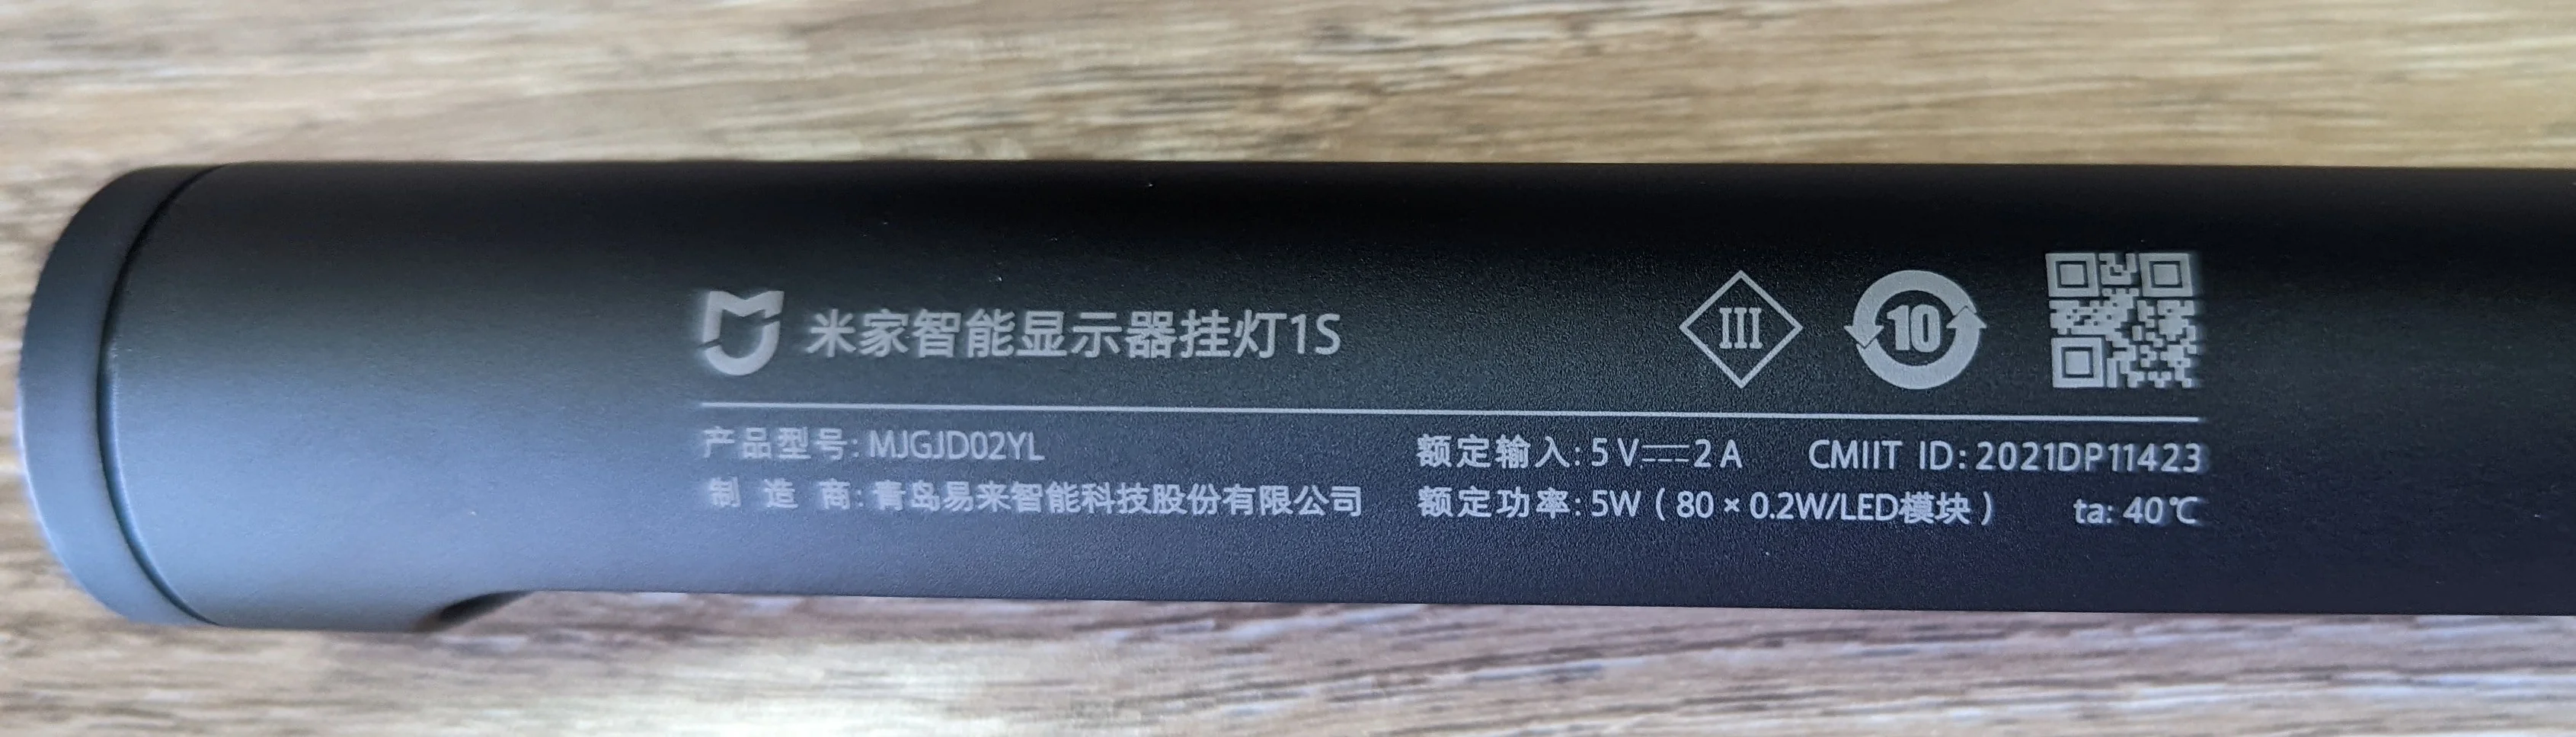 米家智能显示器挂灯1S
III
10
产品型号: MJGJD02YL
制造商: 青岛易来智能科技股份有限公司
额定输入: 5V⎓2A
额定功率: 5W(80×0.2W/LED模块)
CMIIT ID: 2021DP11423
ta: 40℃